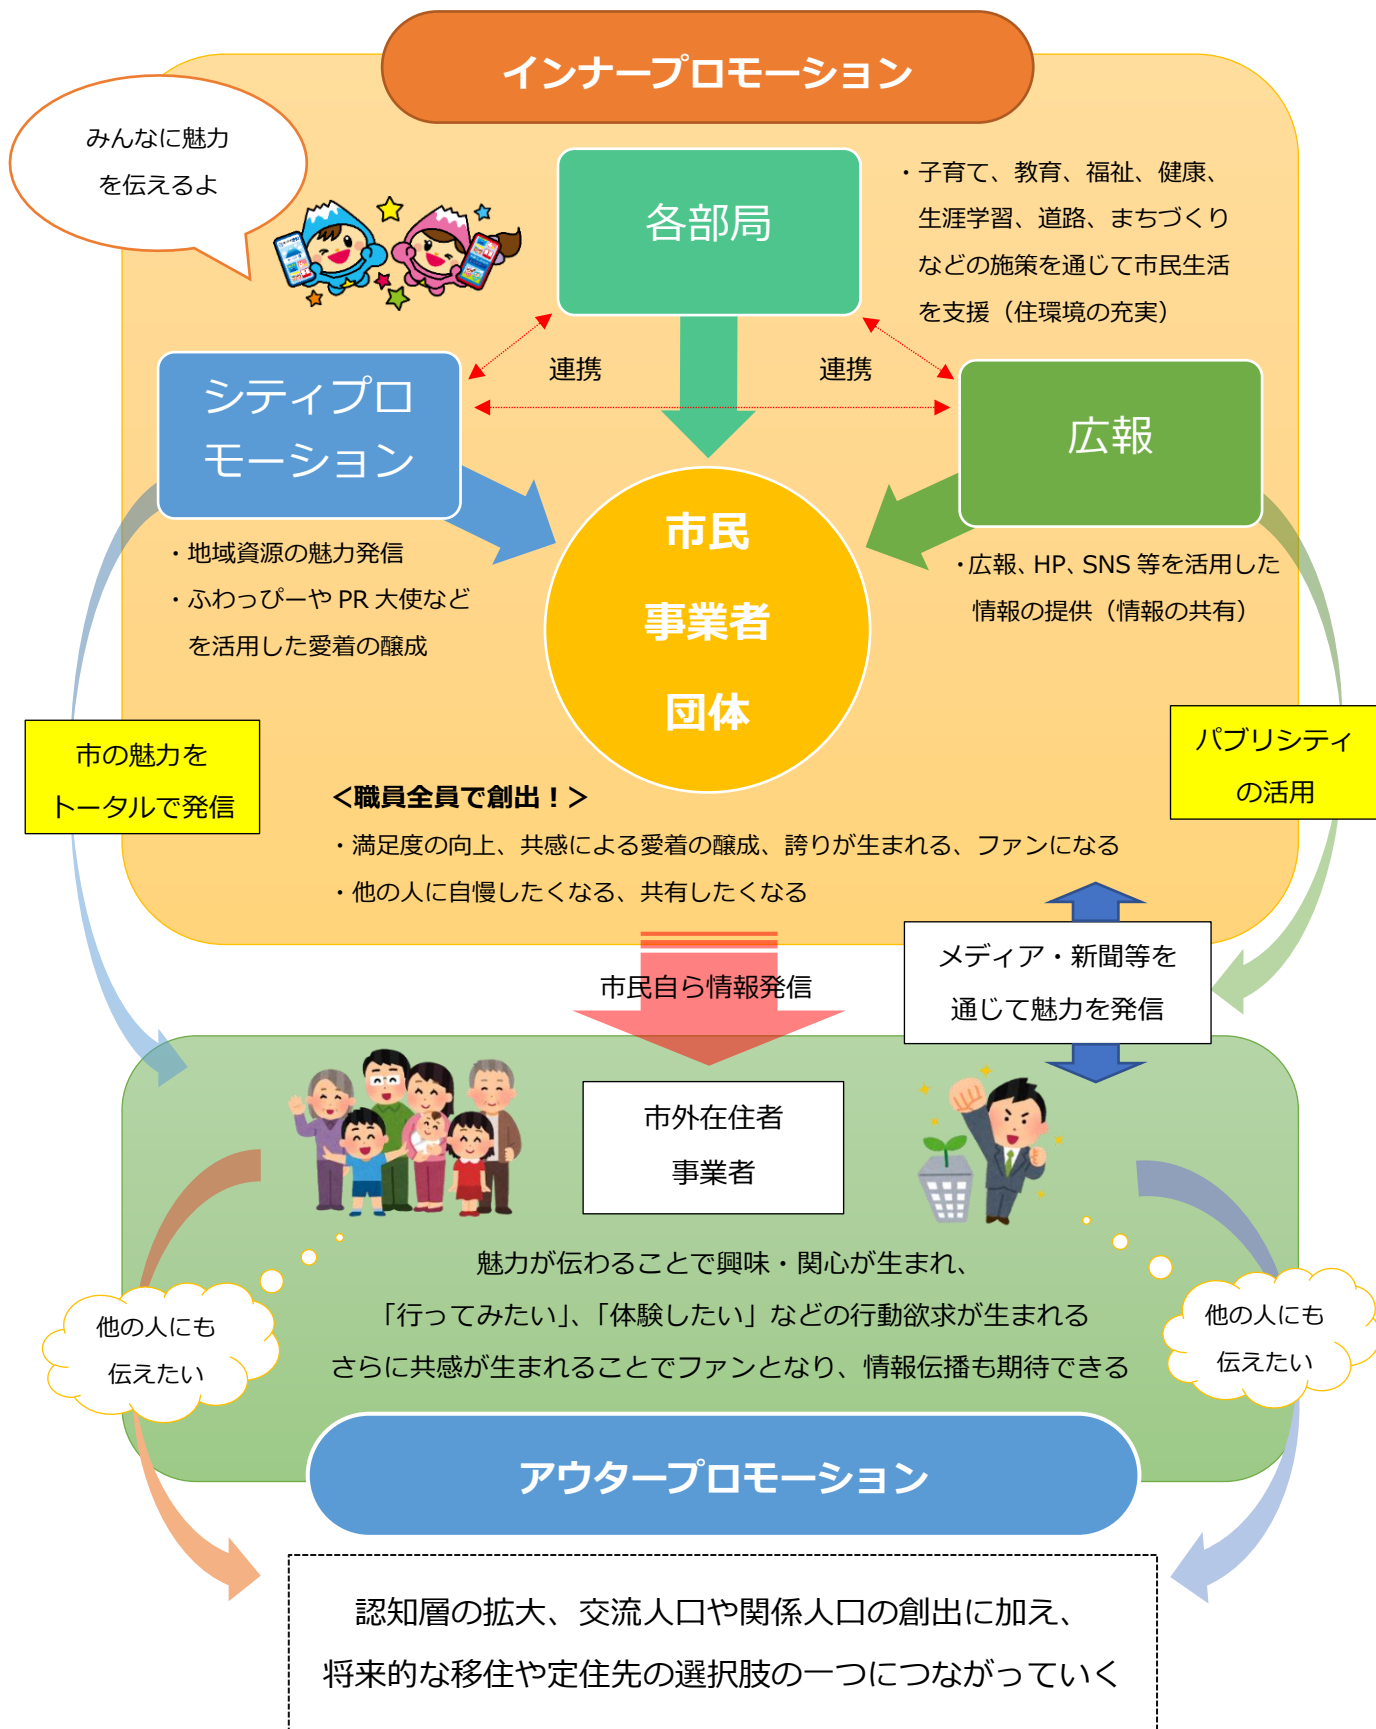 インナープロモーション
みんなに魅力
を伝えるよ
各部局
・子育て、教育、福祉、健康、
生涯学習、道路、まちづくり
などの施策を通じて市民生活
を支援（住環境の充実）
連携
連携
シティプロ
モーション
広報
・地域資源の魅力発信
・ふわっぴーや PR 大使など
を活用した愛着の醸成
市民
事業者
団体
・広報、HP、SNS 等を活用した
情報の提供（情報の共有）
市の魅力を
トータルで発信
パブリシティ
の活用
＜職員全員で創出！＞
・満足度の向上、共感による愛着の醸成、誇りが生まれる、ファンになる
・他の人に自慢したくなる、共有したくなる
市民自ら情報発信
メディア・新聞等を
通じて魅力を発信
市外在住者
事業者
魅力が伝わることで興味・関心が生まれ、
「行ってみたい」、「体験したい」などの行動欲求が生まれる
さらに共感が生まれることでファンとなり、情報伝播も期待できる
他の人にも
伝えたい
他の人にも
伝えたい
アウタープロモーション
認知層の拡大、交流人口や関係人口の創出に加え、
将来的な移住や定住先の選択肢の一つにつながっていく